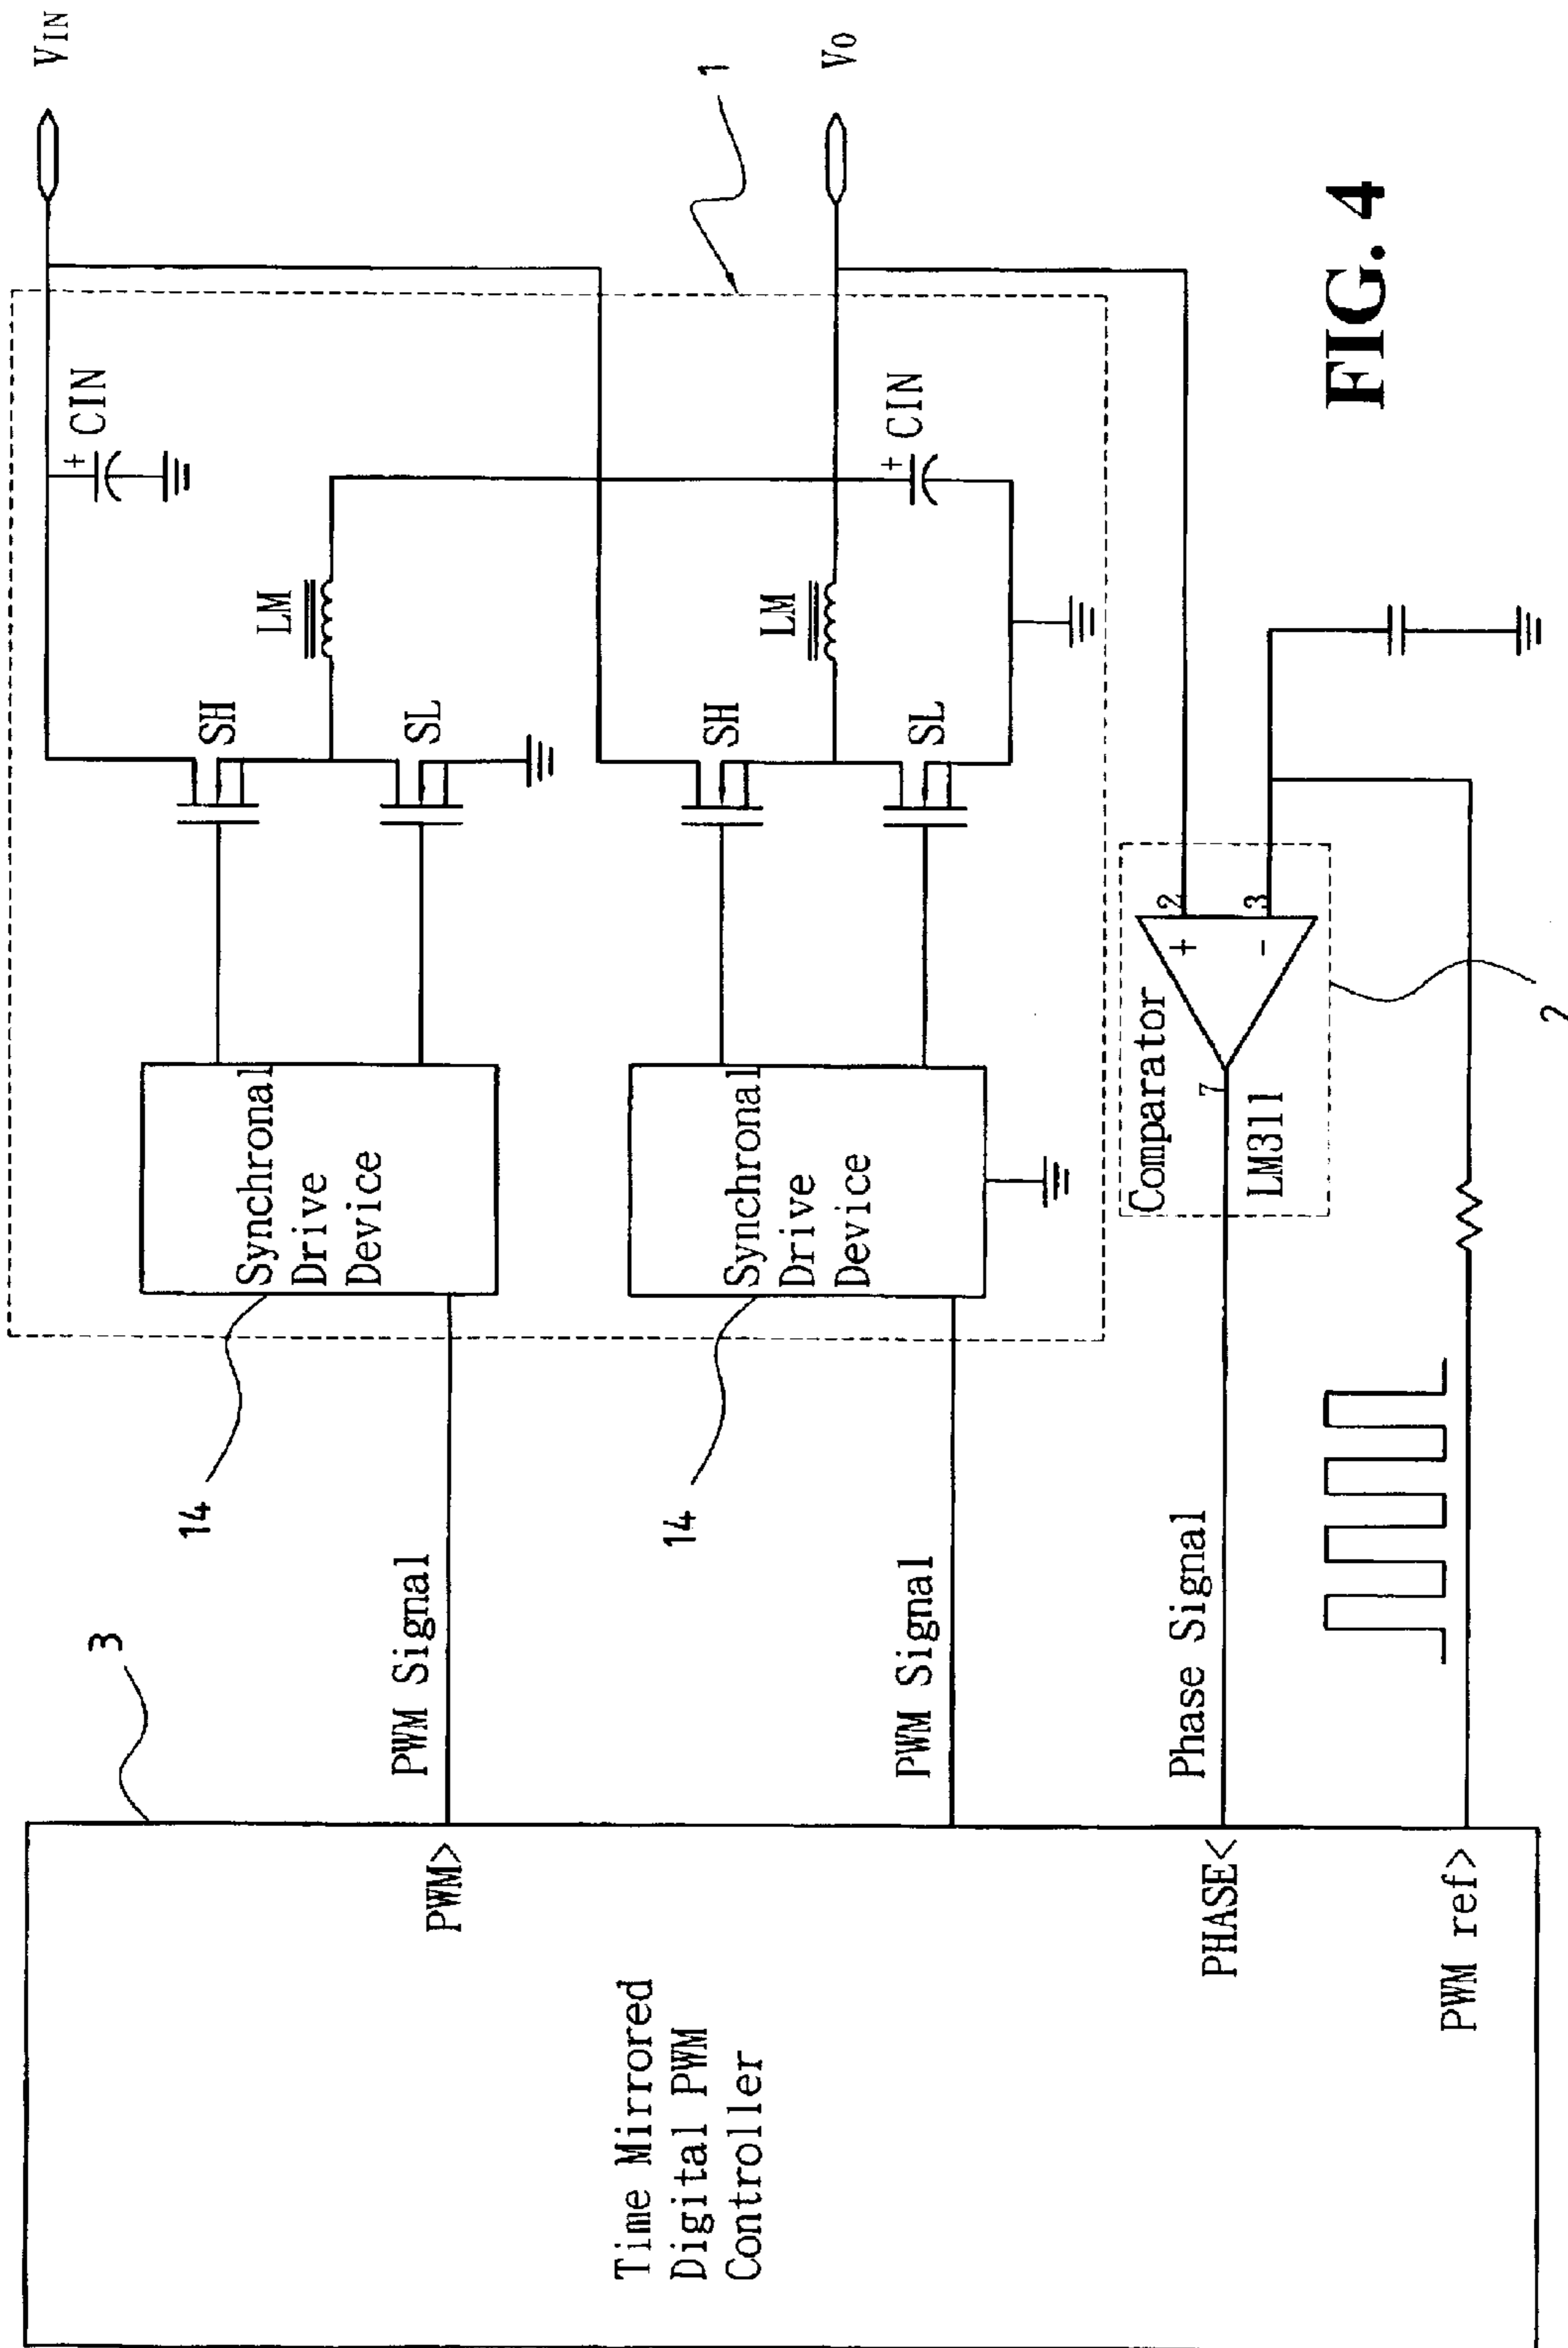 3
Time Mirrored
Digital PWM
Controller
PWM>
PHASE<
PWM ref>
PWM Signal
PWM Signal
Phase Signal
14
Synchronal
Drive
Device
14
Synchronal
Drive
Device
SH
SL
SH
SL
LM
LM
+
CIN
+
CIN
VIN
VO
1
Comparator
+
-
2
3
7
LM311
2
FIG. 4